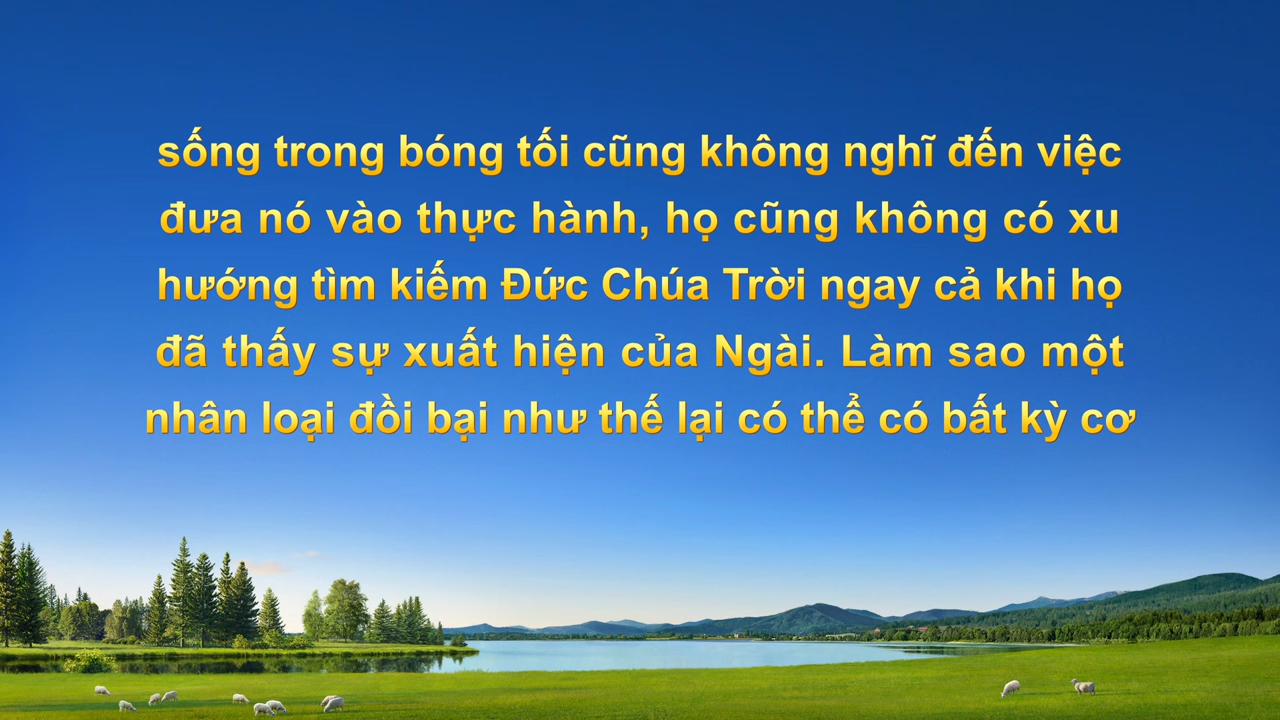 sống trong bóng tối cũng không nghĩ đến việc
đưa nó vào thực hành, họ cũng không có xu
hướng tìm kiếm Đức Chúa Trời ngay cả khi họ
đã thấy sự xuất hiện của Ngài. Làm sao một
nhân loại đồi bại như thế lại có thể có bất kỳ cơ